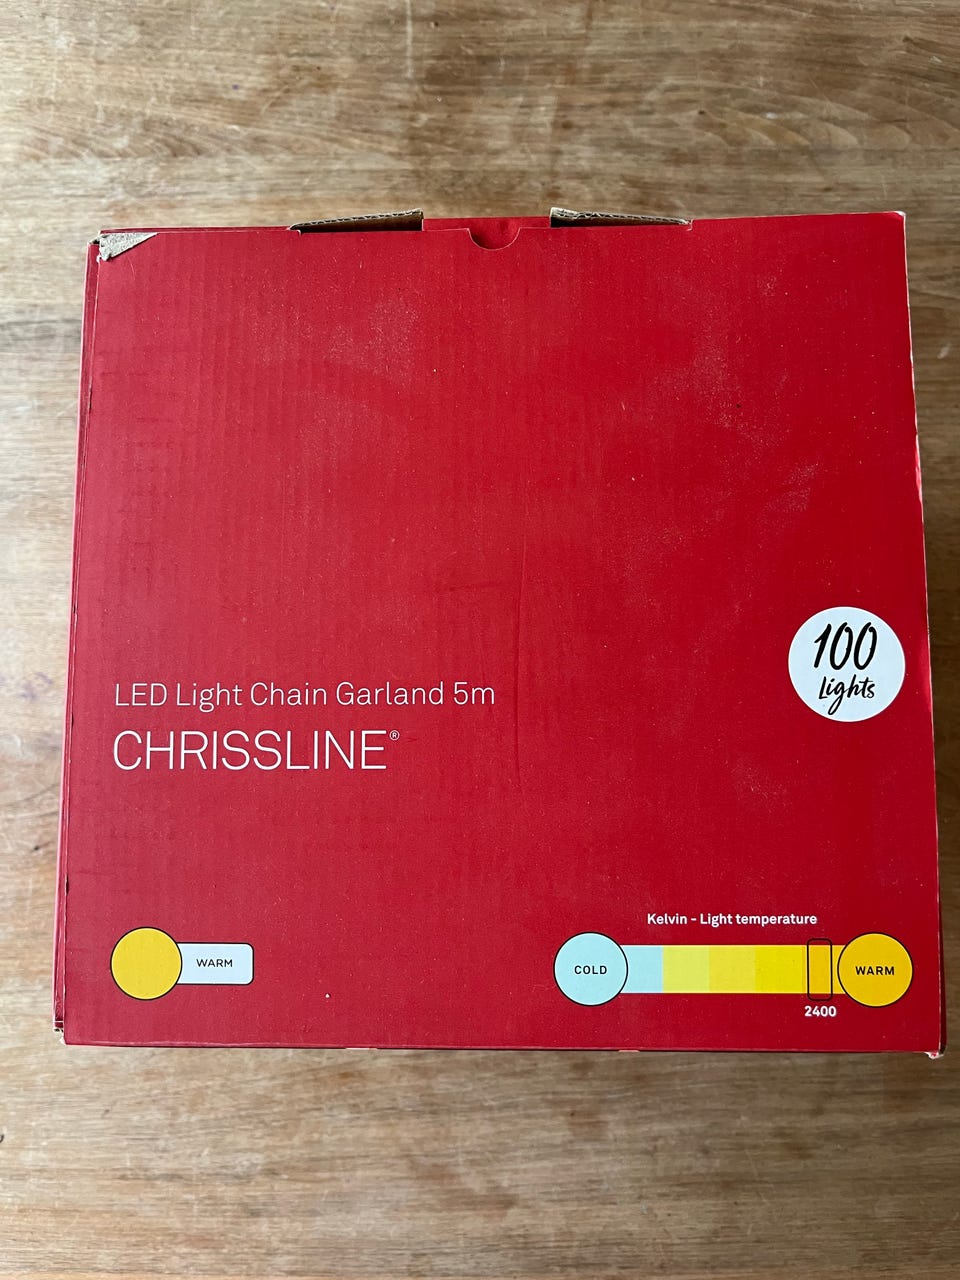 100
Lights
LED Light Chain Garland 5m
CHRISSLINE®
Kelvin - Light temperature
WARM
COLD
WARM
2400